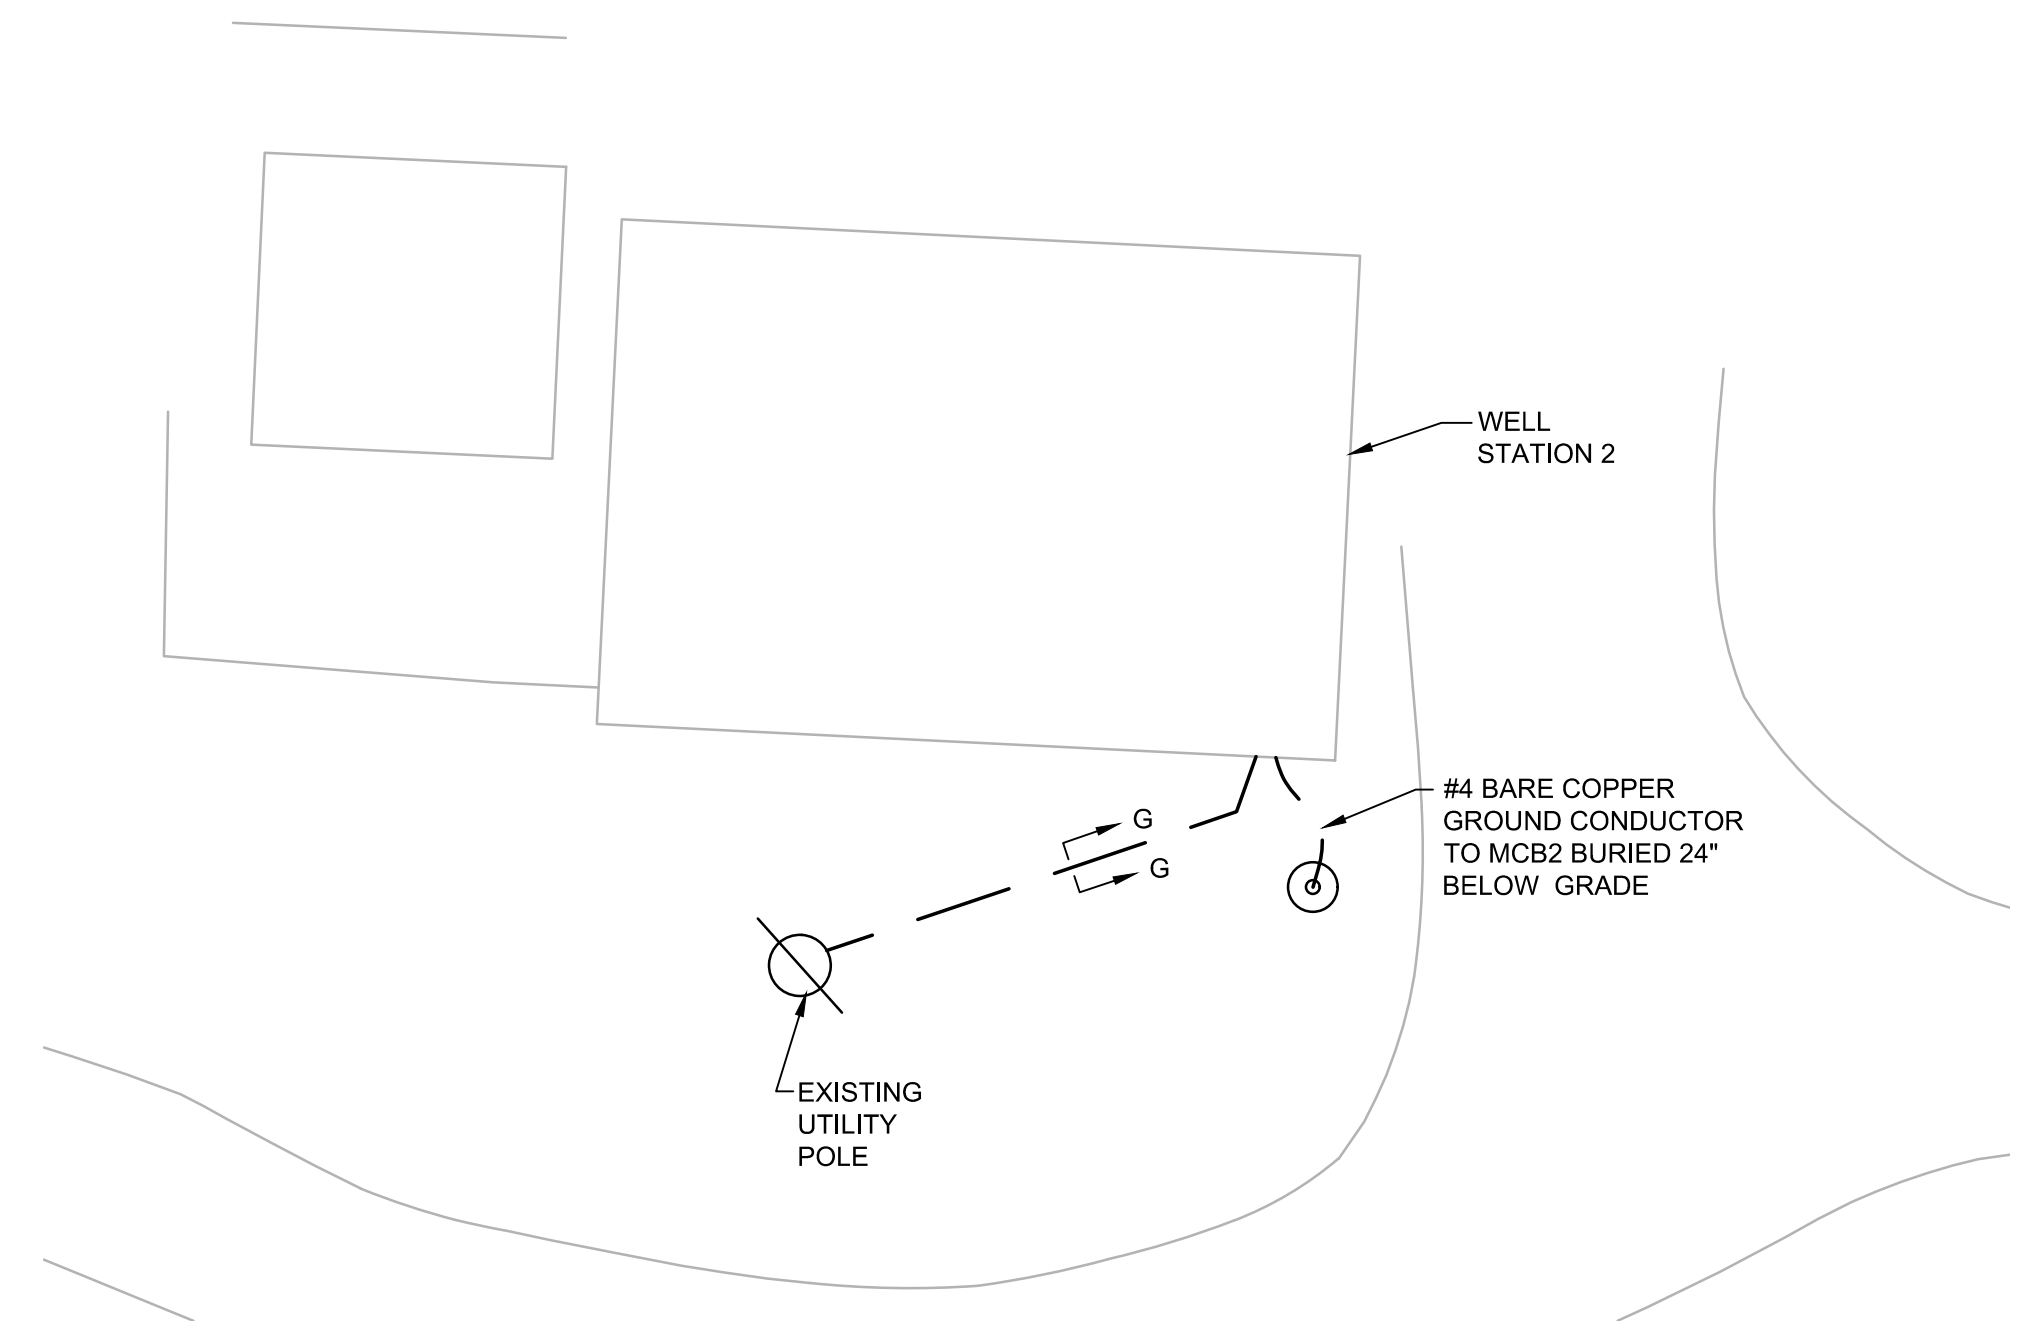 WELL
STATION 2
#4 BARE COPPER
GROUND CONDUCTOR
TO MCB2 BURIED 24"
BELOW GRADE
G
G
EXISTING
UTILITY
POLE